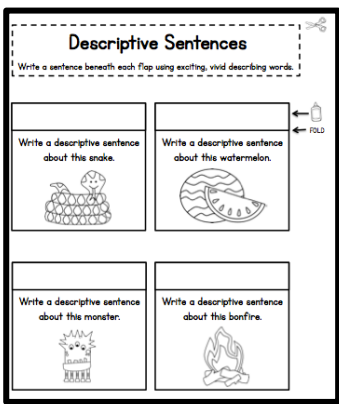 Descriptive Sentences
Write a sentence beneath each flap using exciting, vivid describing words.
FOLD
Write a descriptive sentence
about this snake.
Write a descriptive sentence
about this watermelon.
Write a descriptive sentence
about this monster.
Write a descriptive sentence
about this bonfire.